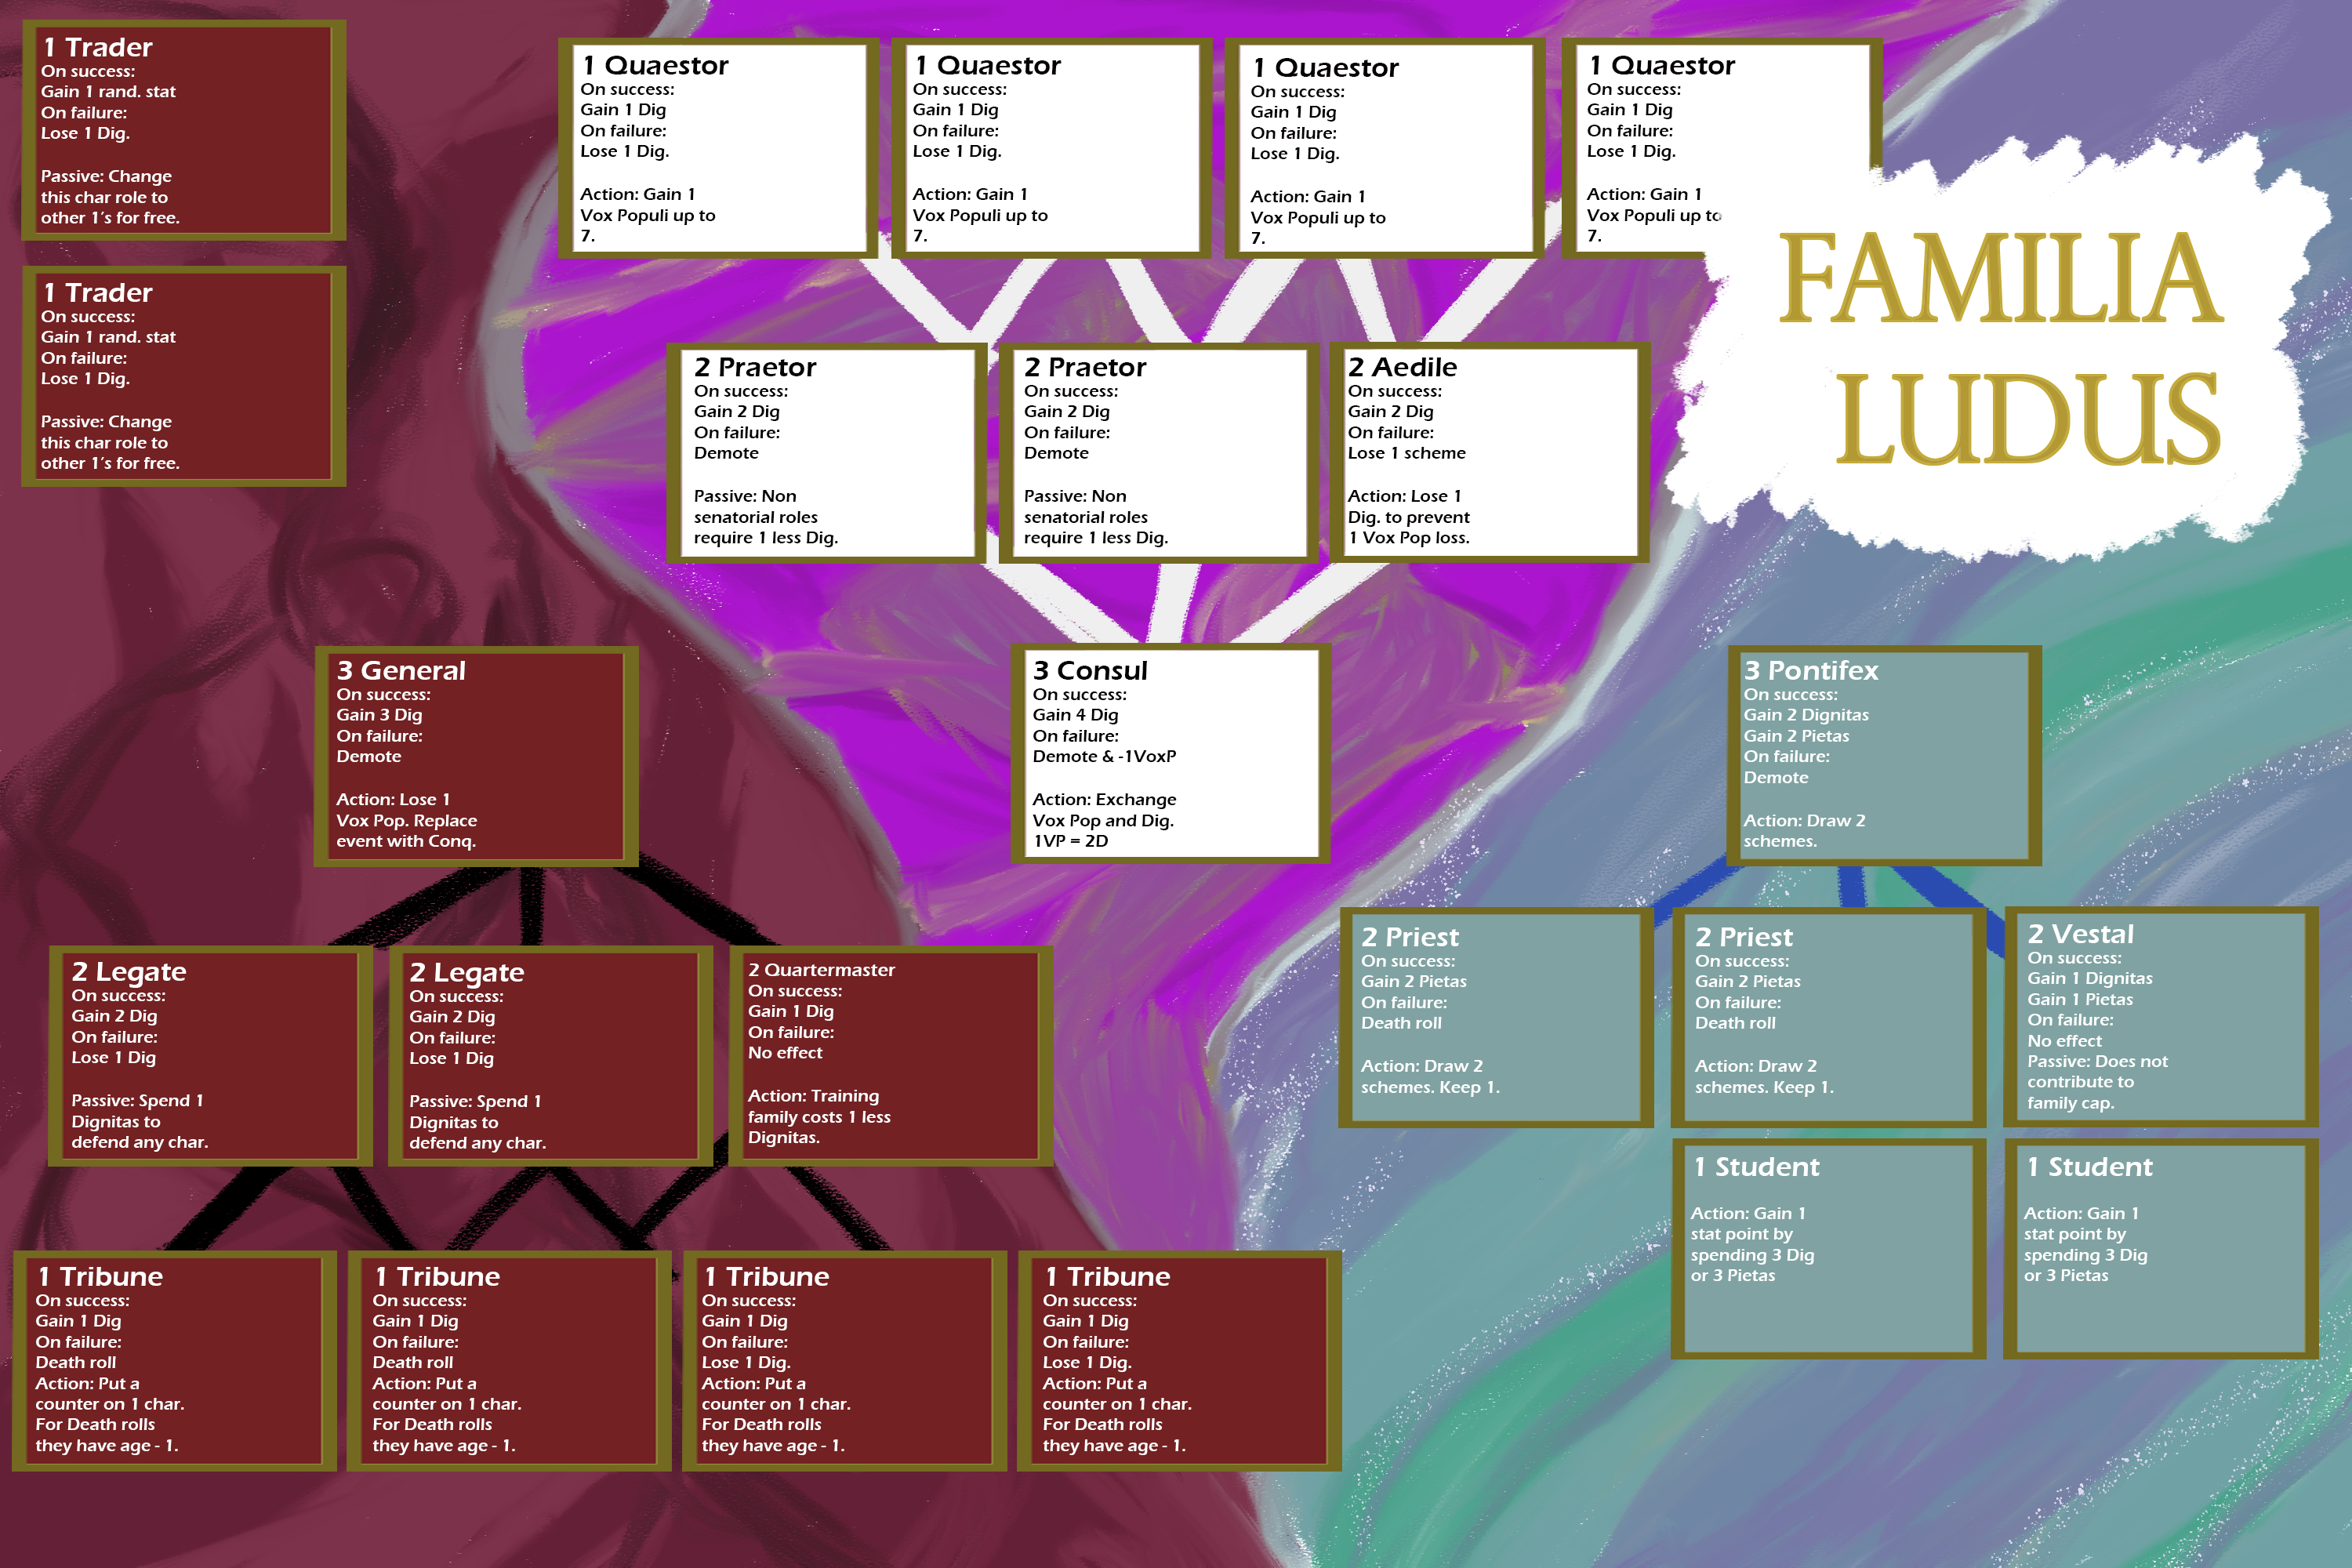 1 Trader
On success:
Gain 1 rand. stat
On failure:
Lose 1 Dig.
Passive: Change
this char role to
other 1's for free.
1 Trader
On success:
Gain 1 rand. stat
On failure:
Lose 1 Dig.
Passive: Change
this char role to
other 1's for free.
1 Quaestor
On success:
Gain 1 Dig
On failure:
Lose 1 Dig.
Action: Gain 1
Vox Populi up to
7.
1 Quaestor
On success:
Gain 1 Dig
On failure:
Lose 1 Dig.
Action: Gain 1
Vox Populi up to
7.
1 Quaestor
On success:
Gain 1 Dig
On failure:
Lose 1 Dig.
Action: Gain 1
Vox Populi up to
7.
1 Quaestor
On success:
Gain 1 Dig
On failure:
Lose 1 Dig.
Action: Gain 1
Vox Populi up to
7.
FAMILIA
LUDUS
2 Praetor
On success:
Gain 2 Dig
On failure:
Demote
Passive: Non
senatorial roles
require 1 less Dig.
2 Praetor
On success:
Gain 2 Dig
On failure:
Demote
Passive: Non
senatorial roles
require 1 less Dig.
2 Aedile
On success:
Gain 2 Dig
On failure:
Lose 1 scheme
Action: Lose 1
Dig. to prevent
1 Vox Pop loss.
3 General
On success:
Gain 3 Dig
On failure:
Demote
Action: Lose 1
Vox Pop. Replace
event with Conq.
3 Consul
On success:
Gain 4 Dig
On failure:
Demote & -1VoxP
Action: Exchange
Vox Pop and Dig.
1VP = 2D
3 Pontifex
On success:
Gain 2 Dignitas
Gain 2 Pietas
On failure:
Demote
Action: Draw 2
schemes.
2 Legate
On success:
Gain 2 Dig
On failure:
Lose 1 Dig
Passive: Spend 1
Dignitas to
defend any char.
2 Legate
On success:
Gain 2 Dig
On failure:
Lose 1 Dig
Passive: Spend 1
Dignitas to
defend any char.
2 Quartermaster
On success:
Gain 1 Dig
On failure:
No effect
Action: Training
family costs 1 less
Dignitas.
2 Priest
On success:
Gain 2 Pietas
On failure:
Death roll
Action: Draw 2
schemes. Keep 1.
2 Priest
On success:
Gain 2 Pietas
On failure:
Death roll
Action: Draw 2
schemes. Keep 1.
2 Vestal
On success:
Gain 1 Dignitas
Gain 1 Pietas
On failure:
No effect
Passive: Does not
contribute to
family cap.
1 Student
Action: Gain 1
stat point by
spending 3 Dig
or 3 Pietas
1 Student
Action: Gain 1
stat point by
spending 3 Dig
or 3 Pietas
1 Tribune
On success:
Gain 1 Dig
On failure:
Death roll
Action: Put a
counter on 1 char.
For Death rolls
they have age - 1.
1 Tribune
On success:
Gain 1 Dig
On failure:
Death roll
Action: Put a
counter on 1 char.
For Death rolls
they have age - 1.
1 Tribune
On success:
Gain 1 Dig
On failure:
Lose 1 Dig.
Action: Put a
counter on 1 char.
For Death rolls
they have age - 1.
1 Tribune
On success:
Gain 1 Dig
On failure:
Lose 1 Dig.
Action: Put a
counter on 1 char.
For Death rolls
they have age - 1.